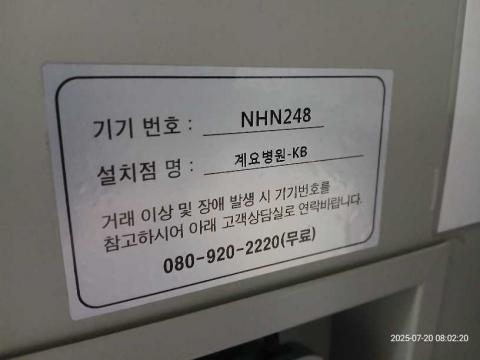 기기 번호 : NHN248
설치점 명 : 계요병원-KB
거래 이상 및 장애 발생 시 기기번호를
참고하시어 아래 고객상담실로 연락바랍니다.
080-920-2220(무료)
2025-07-20 08:02:20